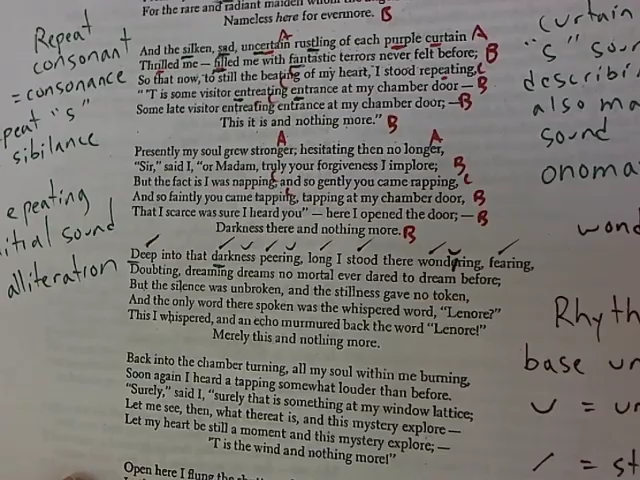 For the rare and radiant maiden whom the
Nameless here for evermore. B
And the silken, sad, uncertain rustling of each purple curtain A
Thrilled me — filled me with fantastic terrors never felt before; B
So that now, to still the beating of my heart, I stood repeating, C
"'T is some visitor entreating entrance at my chamber door — B
Some late visitor entreating entrance at my chamber door; — B
This it is and nothing more." B
Presently my soul grew stronger; hesitating then no longer, A
"Sir," said I, "or Madam, truly your forgiveness I implore; B
But the fact is I was napping, and so gently you came rapping, C
And so faintly you came tapping, tapping at my chamber door, B
That I scarce was sure I heard you" — here I opened the door; — B
Darkness there and nothing more. B
Deep into that darkness peering, long I stood there wondering, fearing,
Doubting, dreaming dreams no mortal ever dared to dream before;
But the silence was unbroken, and the stillness gave no token,
And the only word there spoken was the whispered word, "Lenore?"
This I whispered, and an echo murmured back the word "Lenore!"
Merely this and nothing more.
Back into the chamber turning, all my soul within me burning,
Soon again I heard a tapping somewhat louder than before.
"Surely," said I, "surely that is something at my window lattice;
Let me see, then, what thereat is, and this mystery explore —
Let my heart be still a moment and this mystery explore; —
'T is the wind and nothing more!"
Open here I flung the
Repeat
consonant
= consonance
peat "s"
sibilance
epeating
itial sound
alliteration
curtain
"s" sou
describi
also ma
sound
onoma
wond
Rhyth
base un
∪ = un
/ = st